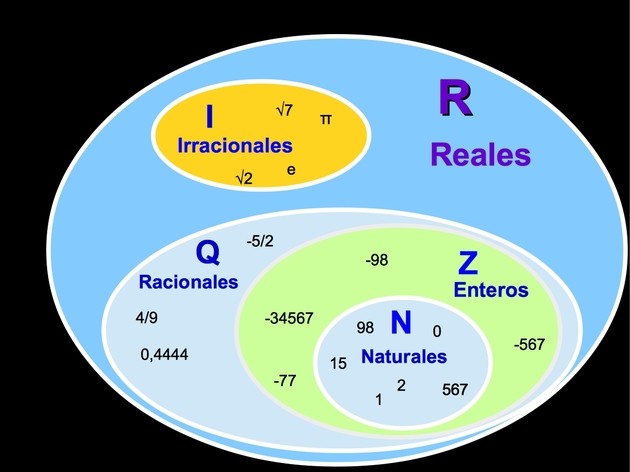 R
Reales
I
√7
π
Irracionales
√2
e
Q
-5/2
Racionales
4/9
0,4444
-98
Z
Enteros
-34567
-567
-77
98
N
0
15
Naturales
2
567
1